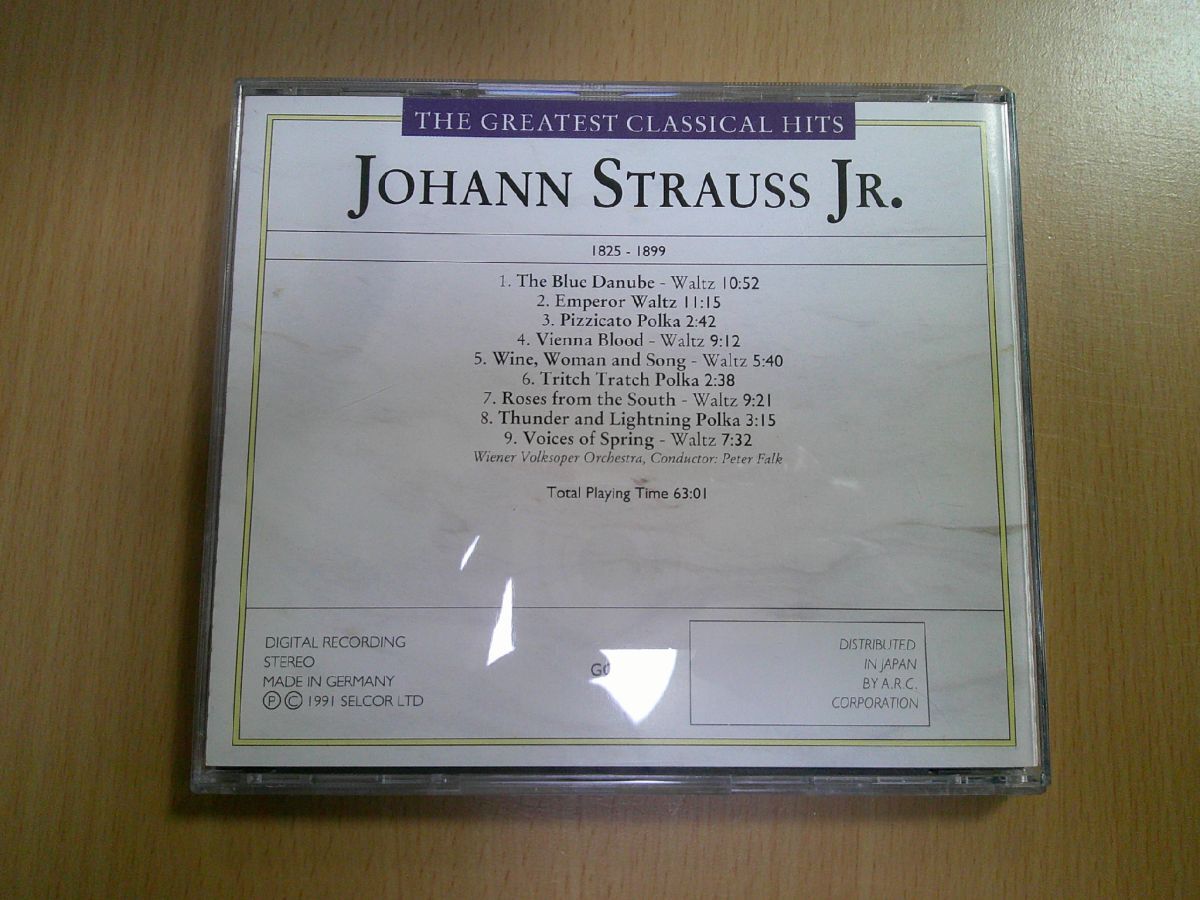 THE GREATEST CLASSICAL HITS
JOHANN STRAUSS JR.
1825 - 1899
1. The Blue Danube - Waltz 10:52
2. Emperor Waltz 11:15
3. Pizzicato Polka 2:42
4. Vienna Blood - Waltz 9:12
5. Wine, Woman and Song - Waltz 5:40
6. Tritch Tratch Polka 2:38
7. Roses from the South - Waltz 9:21
8. Thunder and Lightning Polka 3:15
9. Voices of Spring - Waltz 7:32
Wiener Volksoper Orchestra, Conductor: Peter Falk
Total Playing Time 63:01
DIGITAL RECORDING
STEREO
MADE IN GERMANY
Ⓟ Ⓒ 1991 SELCOR LTD
DISTRIBUTED
IN JAPAN
BY A.R.C.
CORPORATION